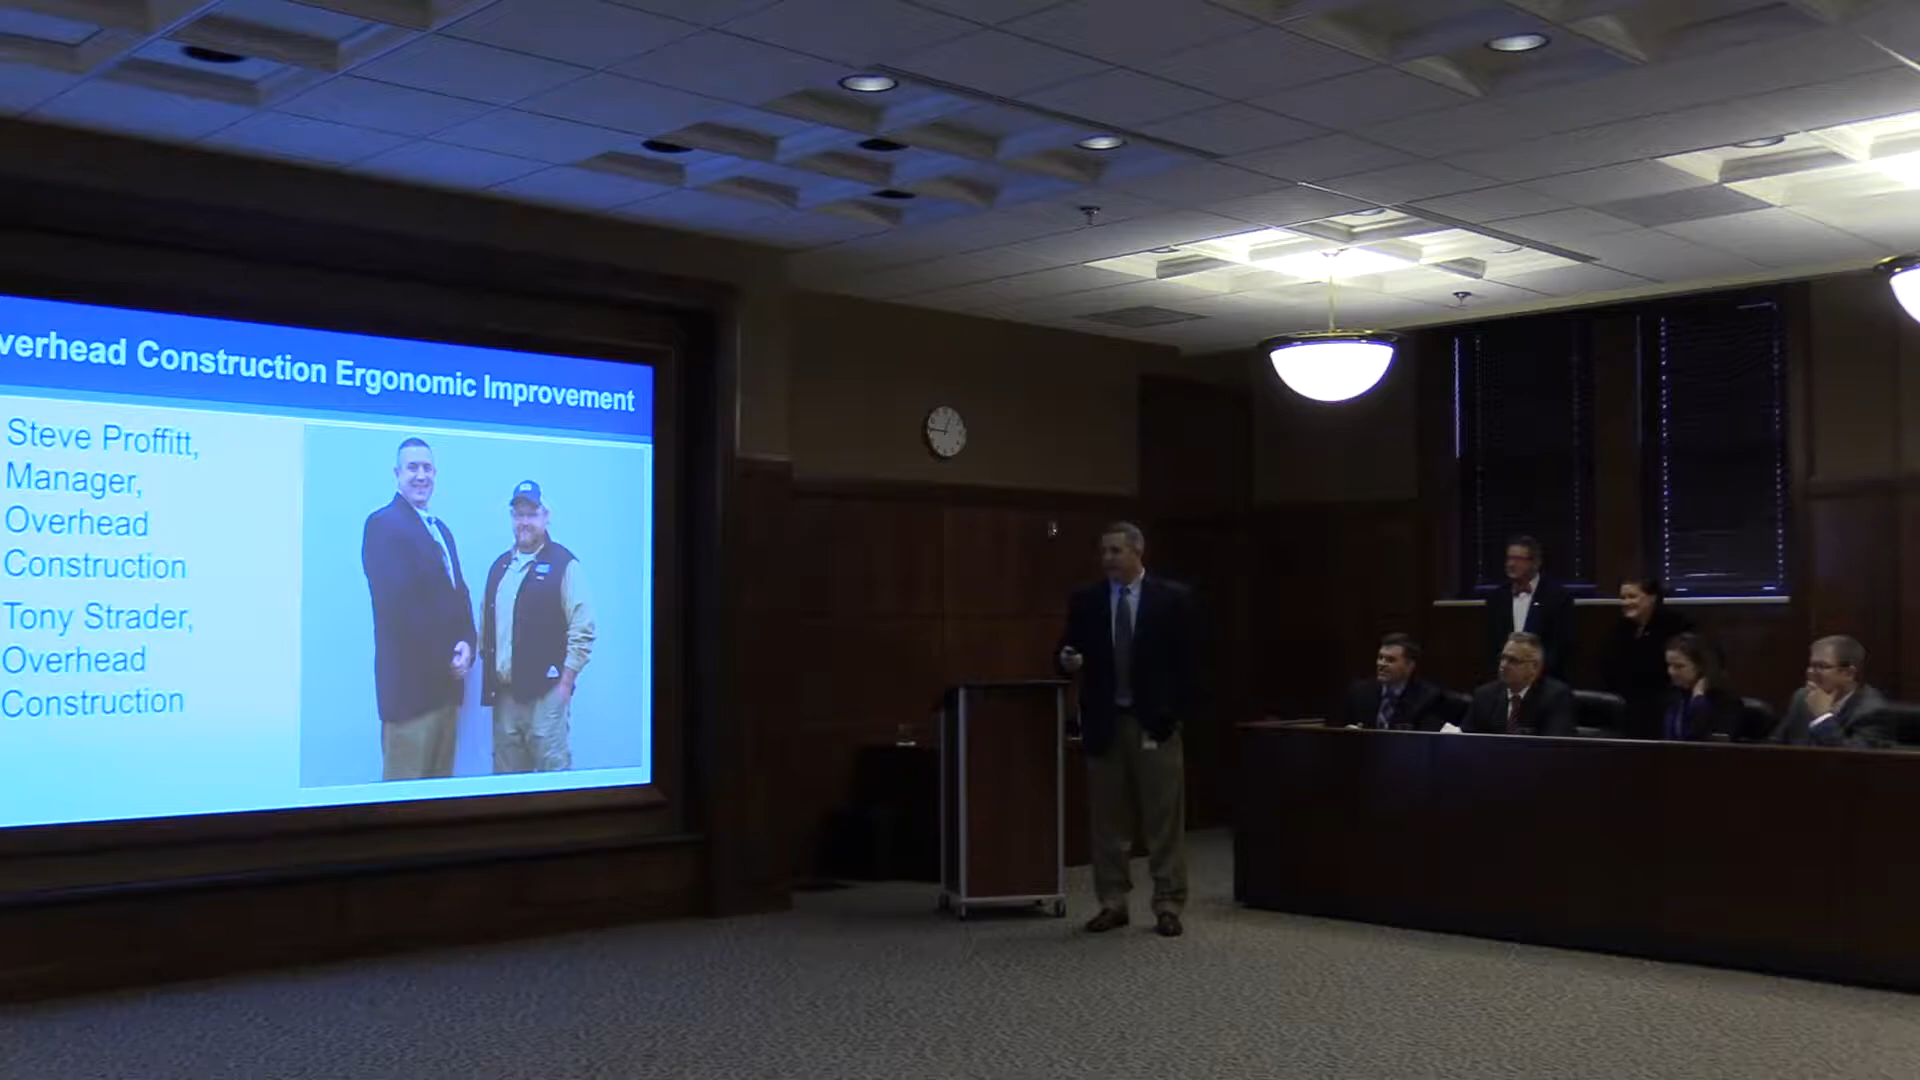 verhead Construction Ergonomic Improvement
Steve Proffitt,
Manager,
Overhead
Construction
Tony Strader,
Overhead
Construction